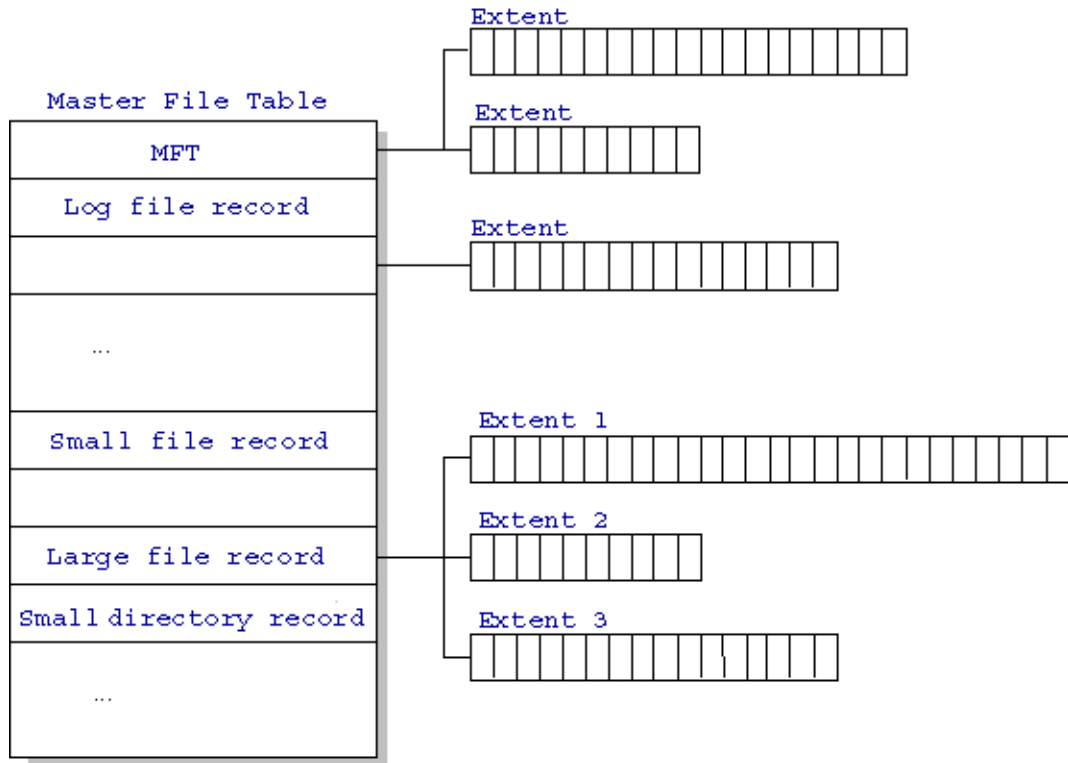 Extent
Master File Table
Extent
MFT
Log file record
Extent
...
Small file record
Extent 1
Large file record
Extent 2
Small directory record
Extent 3
...